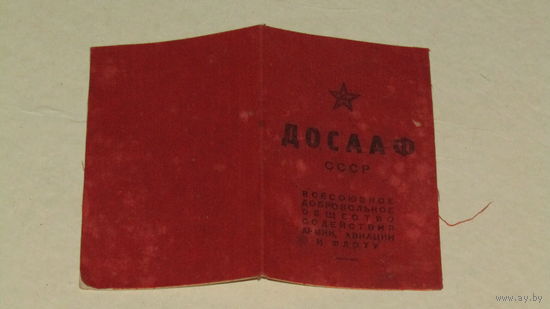 ДОСААФ
СССР
ВСЕСОЮЗНОЕ
ДОБРОВОЛЬНОЕ
ОБЩЕСТВО
СОДЕЙСТВИЯ
АРМИИ, АВИАЦИИ
И ФЛОТУ
www.ay.by